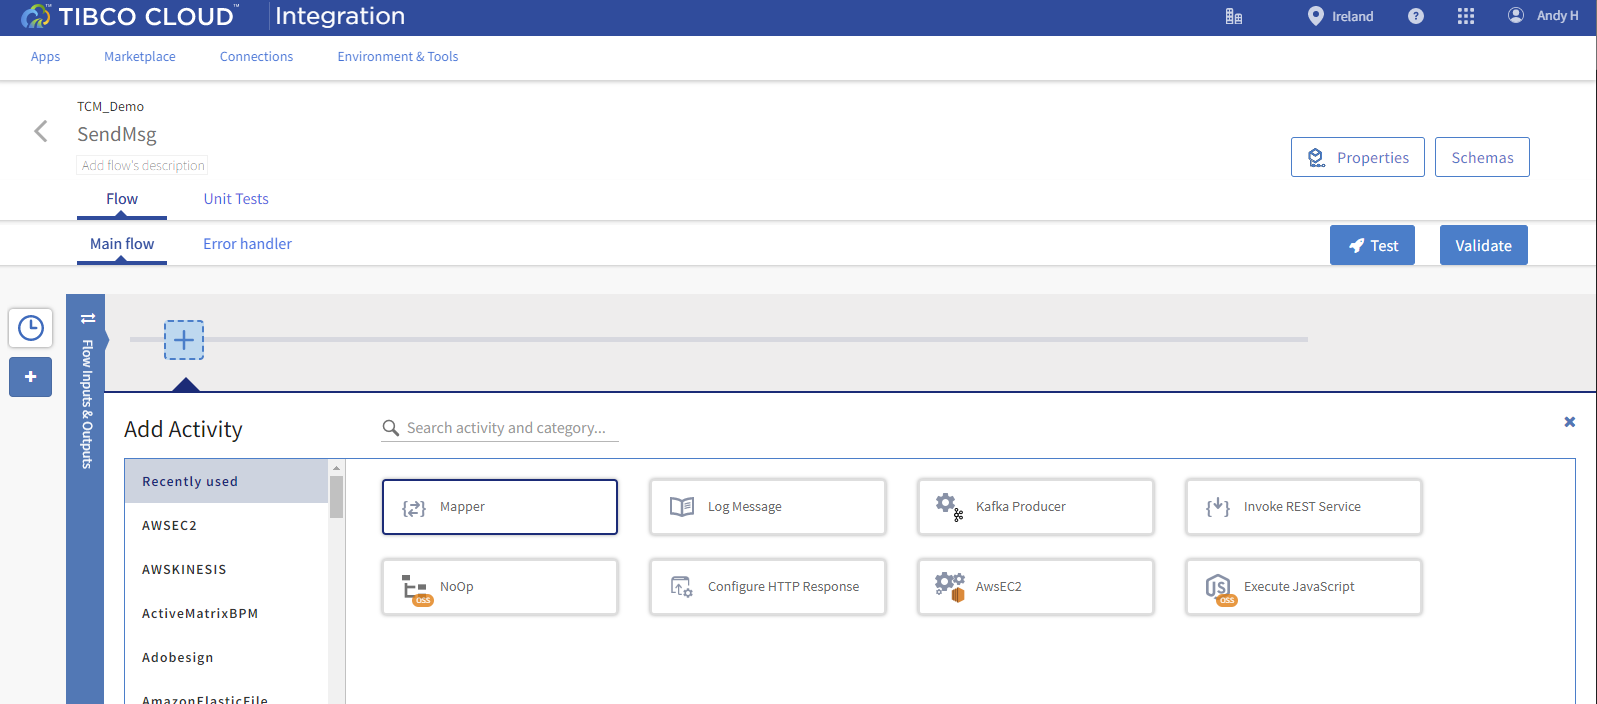 TIBCO CLOUD™ Integration
Ireland
?
Andy H
Apps
Marketplace
Connections
Environment & Tools
TCM_Demo
SendMsg
Add flow's description
Properties
Schemas
Flow
Unit Tests
Main flow
Error handler
Test
Validate
Flow Inputs & Outputs
Add Activity
Search activity and category...
Recently used
AWSEC2
AWSKINESIS
ActiveMatrixBPM
Adobesign
AmazonElasticFile
Mapper
Log Message
Kafka Producer
Invoke REST Service
OSS
NoOp
Configure HTTP Response
AwsEC2
JS
OSS
Execute JavaScript